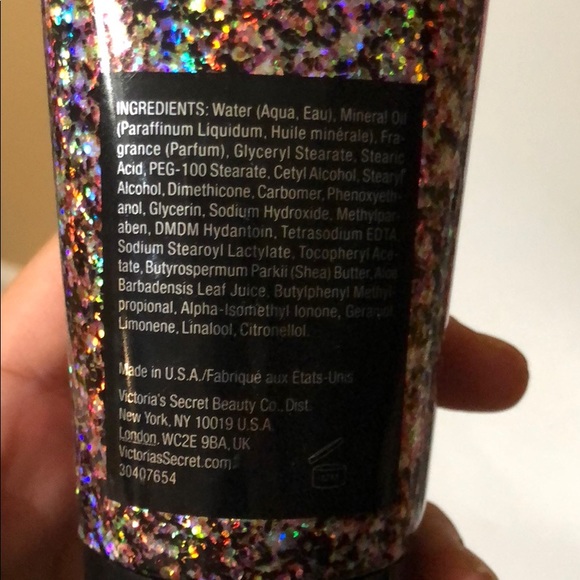 INGREDIENTS: Water (Aqua, Eau), Mineral Oil
(Paraffinum Liquidum, Huile minérale), Fra-
grance (Parfum), Glyceryl Stearate, Stearic
Acid, PEG-100 Stearate, Cetyl Alcohol, Stearyl
Alcohol, Dimethicone, Carbomer, Phenoxyeth-
anol, Glycerin, Sodium Hydroxide, Methylpar-
aben, DMDM Hydantoin, Tetrasodium EDTA,
Sodium Stearoyl Lactylate, Tocopheryl Ace-
tate, Butyrospermum Parkii (Shea) Butter, Aloe
Barbadensis Leaf Juice, Butylphenyl Methyl-
propional, Alpha-Isomethyl Ionone, Geraniol,
Limonene, Linalool, Citronellol.
Made in U.S.A./Fabriqué aux États-Unis
Victoria's Secret Beauty Co., Dist.
New York, NY 10019 U.S.A.
London, WC2E 9BA, UK
VictoriasSecret.com
30407654